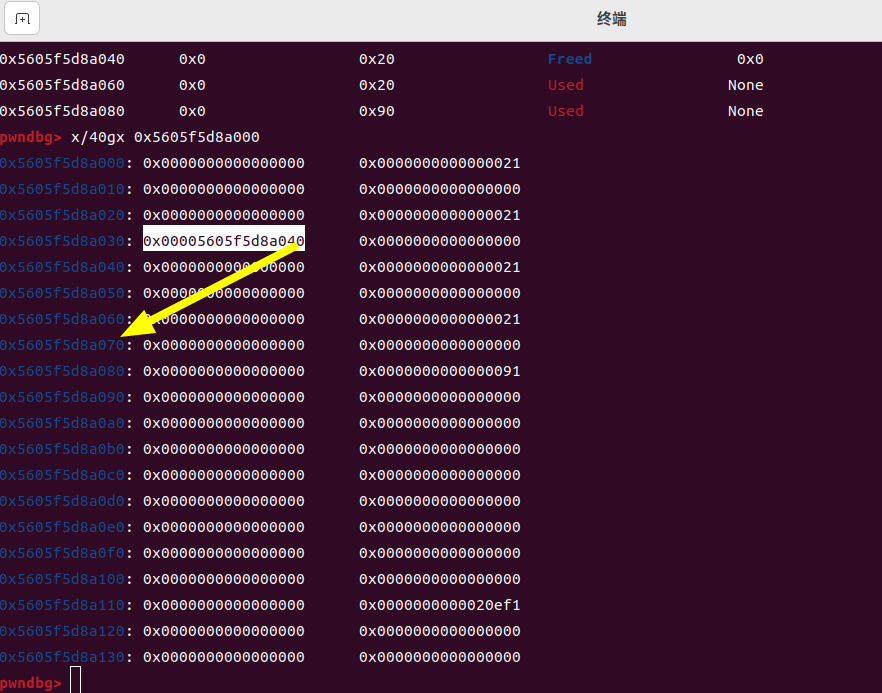 终端
0x5605f5d8a040 0x0 0x20 Freed 0x0
0x5605f5d8a060 0x0 0x20 Used None
0x5605f5d8a080 0x0 0x90 Used None
pwndbg> x/40gx 0x5605f5d8a000
0x5605f5d8a000: 0x0000000000000000 0x0000000000000021
0x5605f5d8a010: 0x0000000000000000 0x0000000000000000
0x5605f5d8a020: 0x0000000000000000 0x0000000000000021
0x5605f5d8a030: 0x00005605f5d8a040 0x0000000000000000
0x5605f5d8a040: 0x0000000000000000 0x0000000000000021
0x5605f5d8a050: 0x0000000000000000 0x0000000000000000
0x5605f5d8a060: 0x0000000000000000 0x0000000000000021
0x5605f5d8a070: 0x0000000000000000 0x0000000000000000
0x5605f5d8a080: 0x0000000000000000 0x0000000000000091
0x5605f5d8a090: 0x0000000000000000 0x0000000000000000
0x5605f5d8a0a0: 0x0000000000000000 0x0000000000000000
0x5605f5d8a0b0: 0x0000000000000000 0x0000000000000000
0x5605f5d8a0c0: 0x0000000000000000 0x0000000000000000
0x5605f5d8a0d0: 0x0000000000000000 0x0000000000000000
0x5605f5d8a0e0: 0x0000000000000000 0x0000000000000000
0x5605f5d8a0f0: 0x0000000000000000 0x0000000000000000
0x5605f5d8a100: 0x0000000000000000 0x0000000000000000
0x5605f5d8a110: 0x0000000000000000 0x0000000000020ef1
0x5605f5d8a120: 0x0000000000000000 0x0000000000000000
0x5605f5d8a130: 0x0000000000000000 0x0000000000000000
pwndbg>